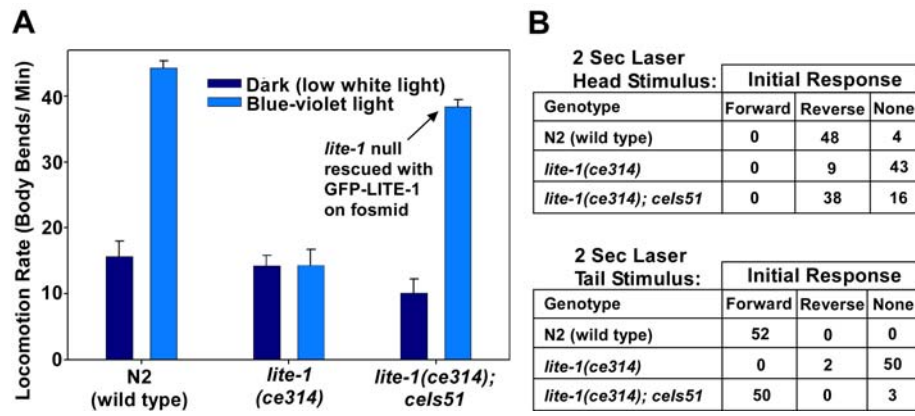 A
Locomotion Rate (Body Bends/ Min)
40
30
20
10
0
Dark (low white light)
Blue-violet light
lite-1 null
rescued with
GFP-LITE-1
on fosmid
N2
(wild type)
lite-1
(ce314)
lite-1(ce314);
ceIs51
B
2 Sec Laser
Head Stimulus: Initial Response
Genotype Forward Reverse None
N2 (wild type) 0 48 4
lite-1(ce314) 0 9 43
lite-1(ce314); ceIs51 0 38 16
2 Sec Laser
Tail Stimulus: Initial Response
Genotype Forward Reverse None
N2 (wild type) 52 0 0
lite-1(ce314) 0 2 50
lite-1(ce314); ceIs51 50 0 3